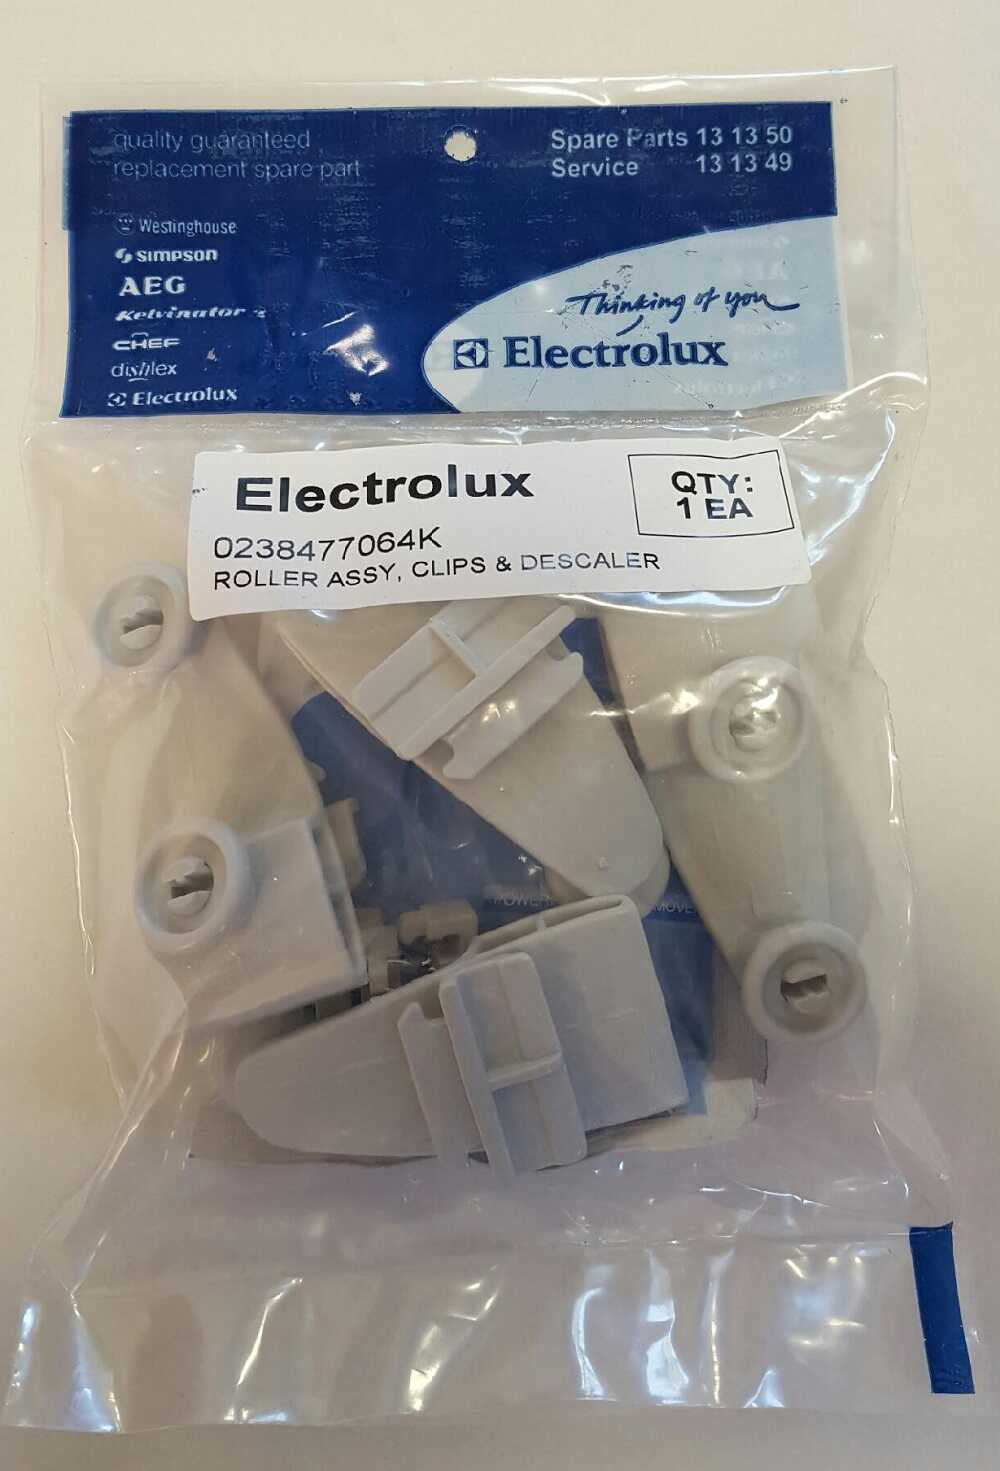 quality guaranteed
replacement spare part
Spare Parts 13 13 50
Service 13 13 49
Westinghouse
SIMPSON
AEG
Kelvinator
CHEF
dishlex
Electrolux
Thinking of you
Electrolux
Electrolux
QTY:
1 EA
0238477064K
ROLLER ASSY, CLIPS & DESCALER